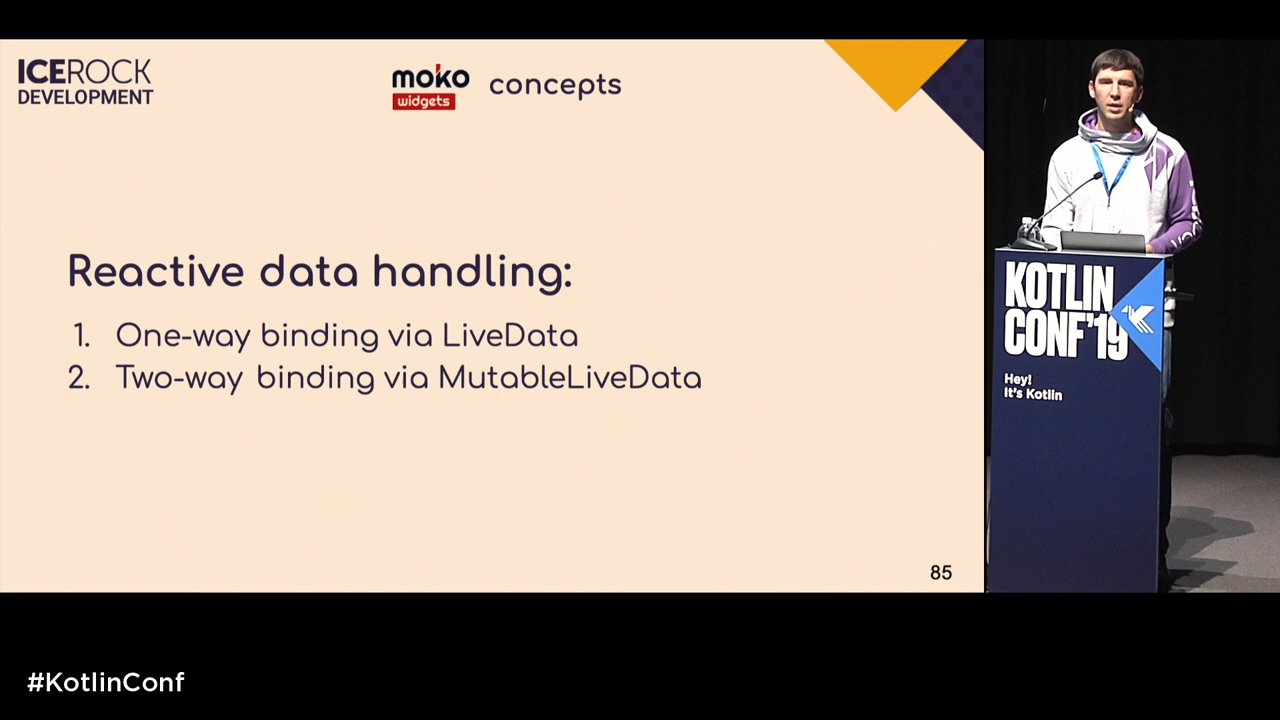 ICEROCK
DEVELOPMENT
moko
widgets
concepts
Reactive data handling:
1. One-way binding via LiveData
2. Two-way binding via MutableLiveData
85
KOTLIN
CONF'19
Hey!
It's Kotlin
#KotlinConf